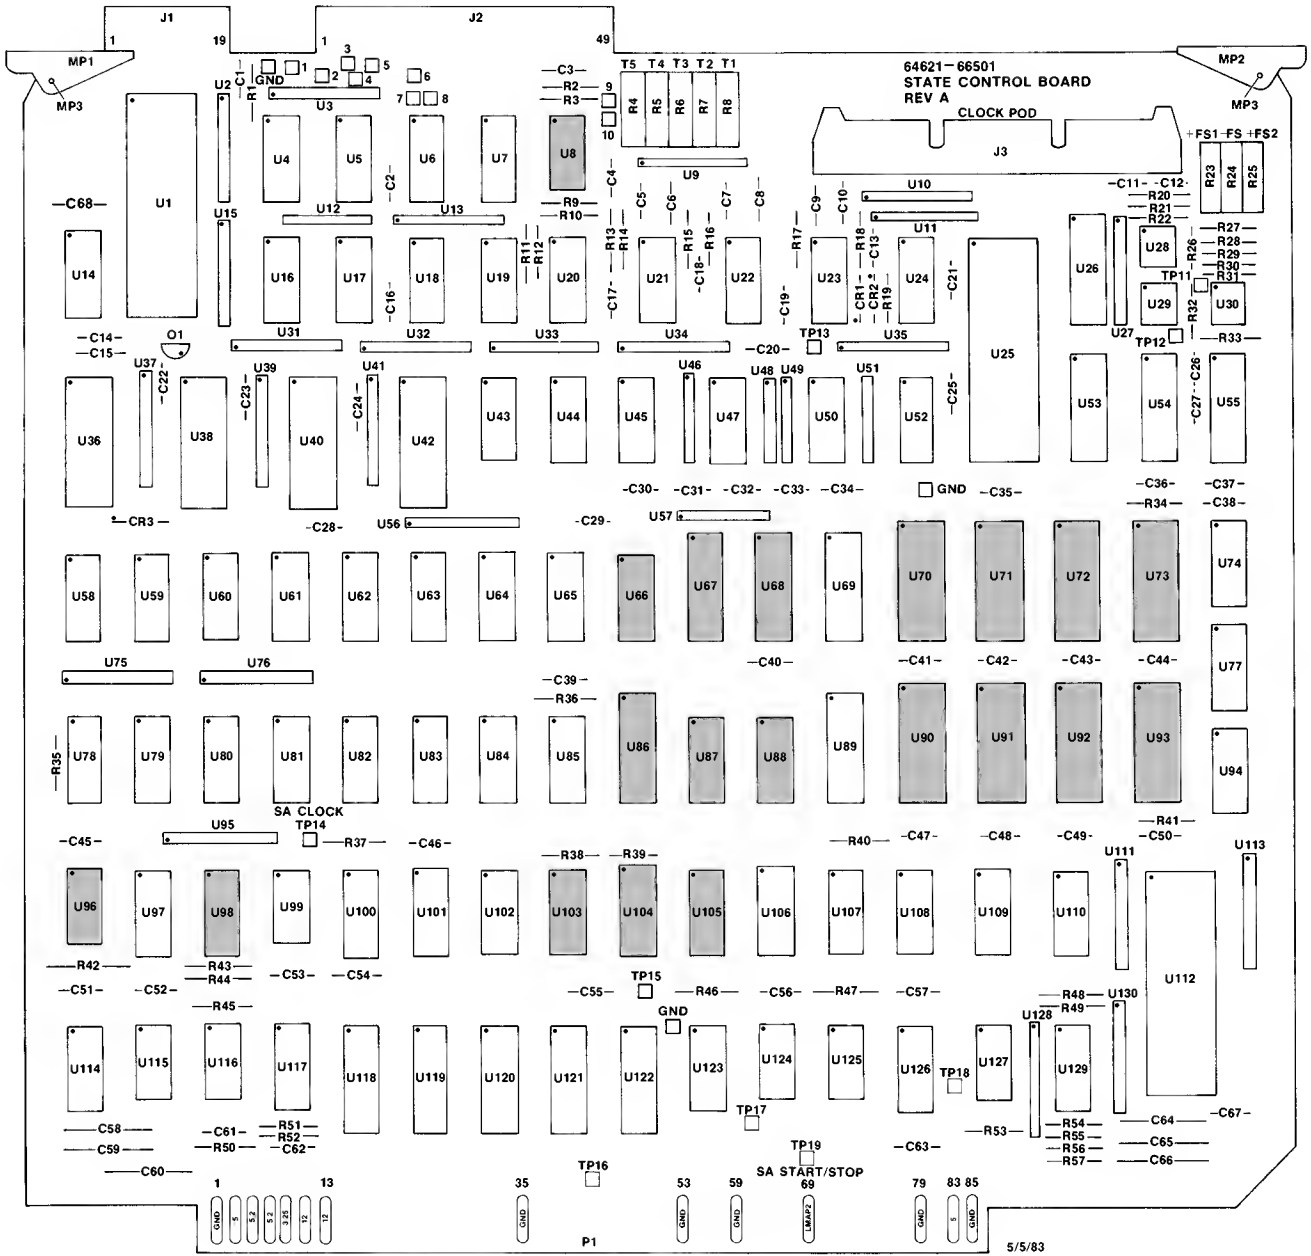 J1
J2
1
19
1
49
MP1
MP3
C1
GND
1
2
3
4
5
6
7
8
R1
U2
U3
C3
R2
R3
9
10
T5 T4 T3 T2 T1
R4 R5 R6 R7 R8
64621-66501
STATE CONTROL BOARD
REV A
CLOCK POD
J3
MP2
MP3
+FS1 -FS +FS2
R23 R24 R25
U1
C68
U4 U5 U6 U7 U8
C2
C4
U9
U10
U11
C5 C6 C7 C8 C9 C10
C11 C12
R20
R21
R22
R9
R10
U12 U13
U15
U14
U16 U17 U18 U19 U20 U21 U22 U23 U24
R11 R12 R13 R14 R15 R16 R17 R18
C13
C16 C17 C18 C19
CR1 CR2 R19
C21
U25
U26
U27
U28
U29
U30
R26
TP11
R32
TP12
R27
R28
R29
R30
R31
R33
C14
C15
Q1
U31 U32 U33 U34
C20
TP13
U35
U37
C22
U39
C23
U41
C24
U46
U48 U49
U51
C25
C26
C27
U36 U38 U40 U42 U43 U44 U45 U47 U50 U52 U53 U54 U55
C30 C31 C32 C33 C34
GND
C35 C36 C37
R34 C38
CR3
C28
U56
C29
U57
U58 U59 U60 U61 U62 U63 U64 U65 U66 U67 U68 U69 U70 U71 U72 U73 U74
U75 U76
C39
R36
C40 C41 C42 C43 C44
U77
R35
U78 U79 U80 U81 U82 U83 U84 U85 U86 U87 U88 U89 U90 U91 U92 U93 U94
SA CLOCK
TP14
U95
C45
R37
C46
R38 R39
R40
C47 C48 C49 C50
R41
U111
U113
U96 U97 U98 U99 U100 U101 U102 U103 U104 U105 U106 U107 U108 U109 U110
U112
R42
R43
R44
C51 C52 C53 C54
R45
C55
TP15
R46
C56
R47
C57
R48
R49
U130
GND
U128
U114 U115 U116 U117 U118 U119 U120 U121 U122 U123 U124 U125 U126 U127 U129
TP18
TP17
C58
C59
C60
C61
R50
R51
R52
C62
TP16
TP19
SA START/STOP
C63
R53
R54
R55
R56
R57
C64
C65
C66
C67
1 13 35 53 59 69 79 83 85
GND 5 5.2 5.2 3.25 12 12 GND GND GND LMAP2 GND 5 GND
P1
5/5/83